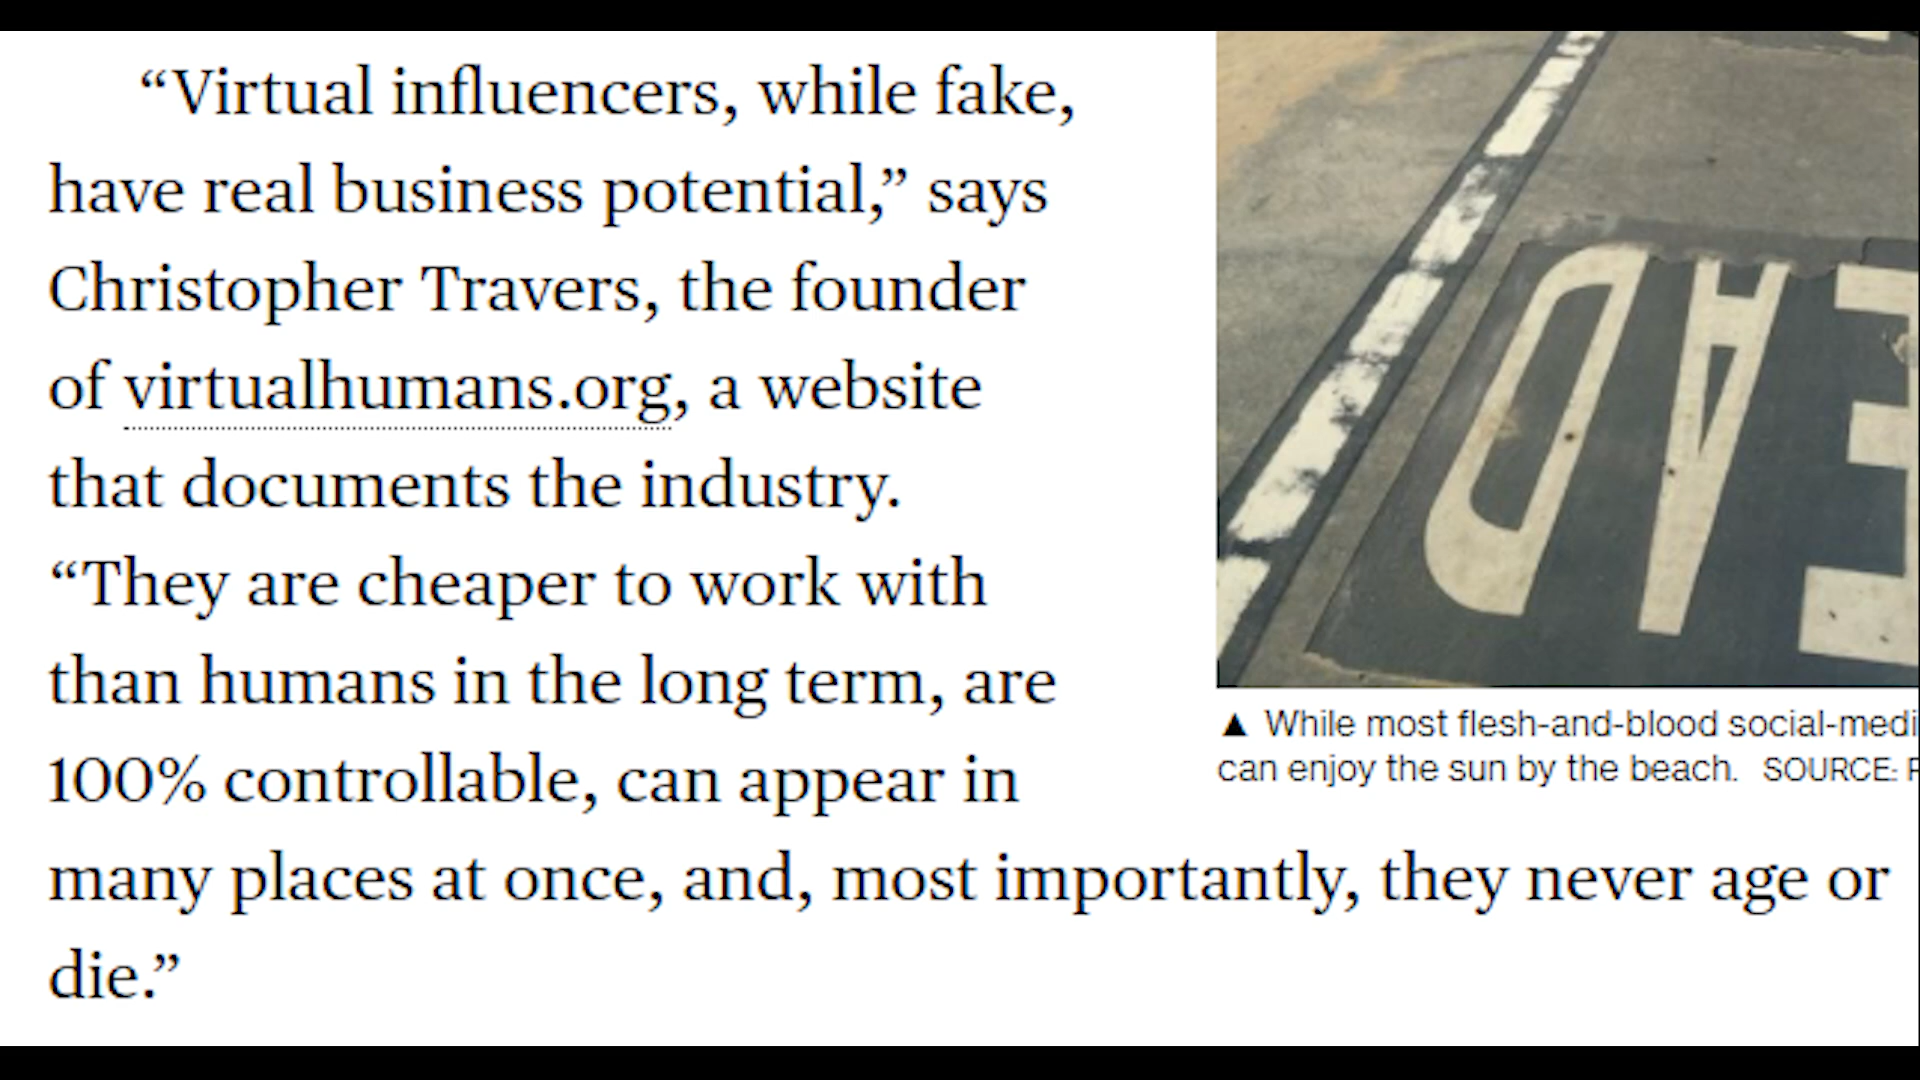 “Virtual influencers, while fake,
have real business potential,” says
Christopher Travers, the founder
of virtualhumans.org, a website
that documents the industry.
“They are cheaper to work with
than humans in the long term, are
100% controllable, can appear in
many places at once, and, most importantly, they never age or
die.”
▲ While most flesh-and-blood social-medi
can enjoy the sun by the beach. SOURCE: